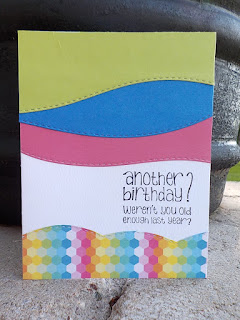 another
birthday?
Weren't you old
enough last year?